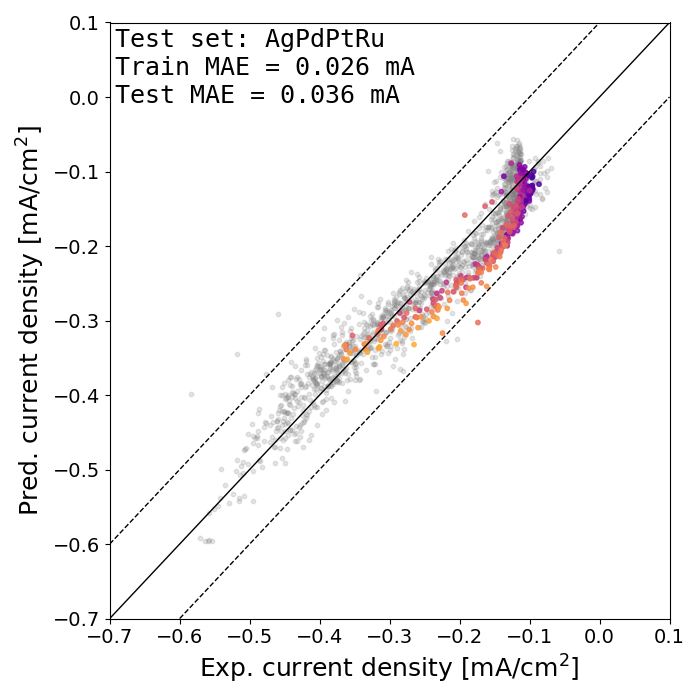 Test set: AgPdPtRu
Train MAE = 0.026 mA
Test MAE = 0.036 mA
0.1
0.0
−0.1
−0.2
−0.3
−0.4
−0.5
−0.6
−0.7
Pred. current density [mA/cm²]
−0.7 −0.6 −0.5 −0.4 −0.3 −0.2 −0.1 0.0 0.1
Exp. current density [mA/cm²]